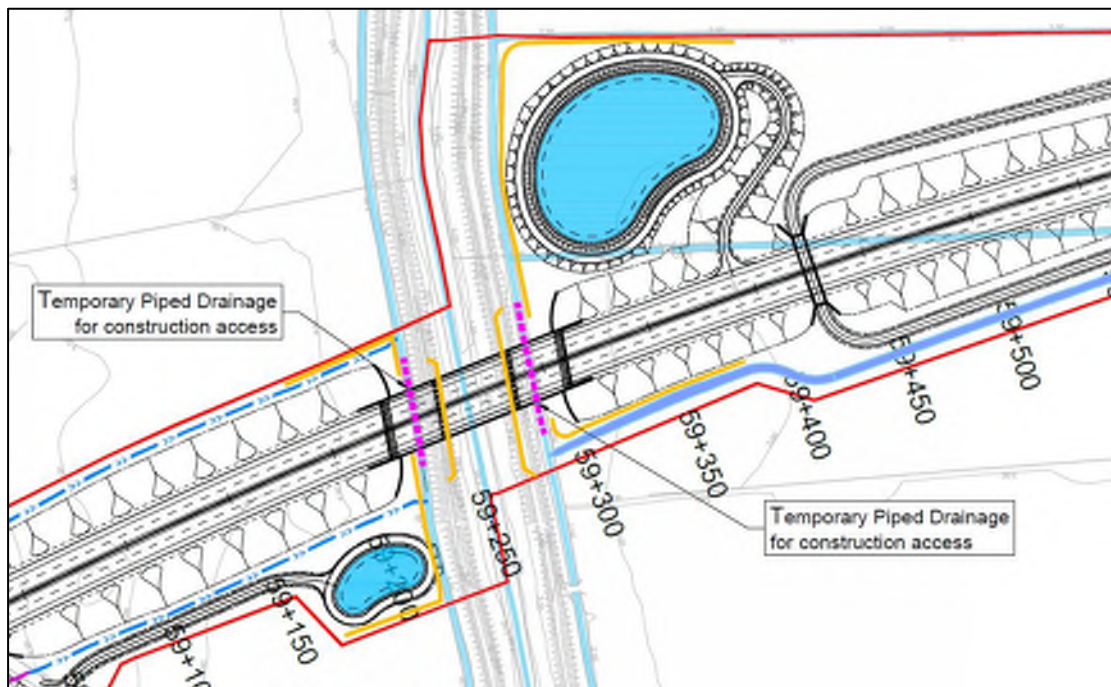 Temporary Piped Drainage
for construction access
59+500
59+450
59+400
59+350
59+300
59+250
59+150
Temporary Piped Drainage
for construction access